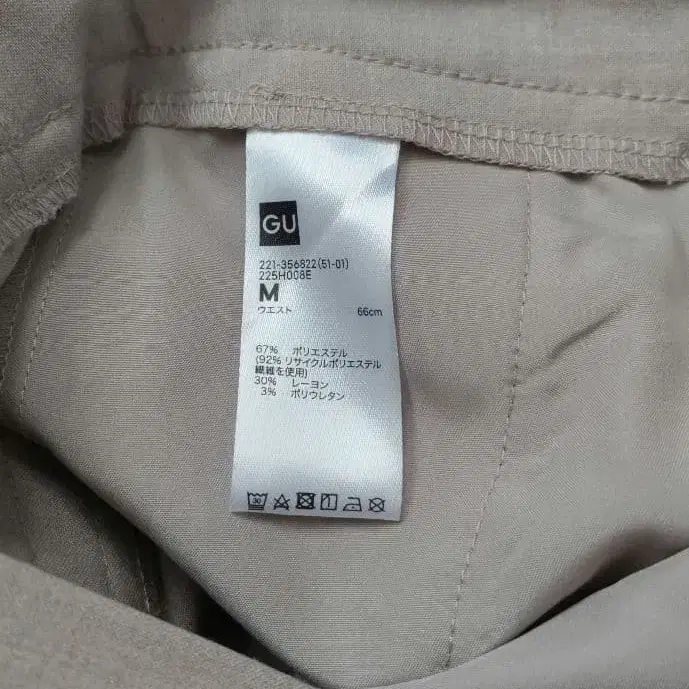 GU
221-356822(51-01)
225H008E
M
ウエスト 66cm
67% ポリエステル
(92% リサイクルポリエステル
繊維を使用)
30% レーヨン
3% ポリウレタン
30